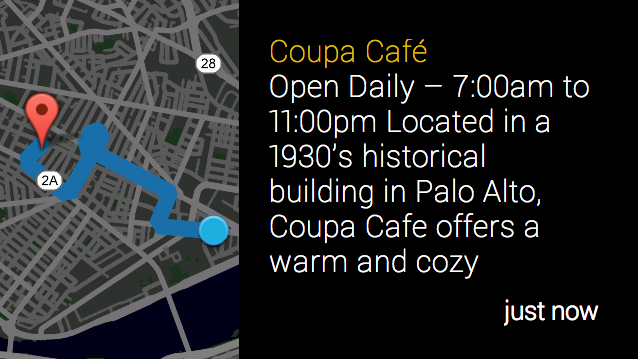 28
2A
Coupa Café
Open Daily – 7:00am to
11:00pm Located in a
1930's historical
building in Palo Alto,
Coupa Cafe offers a
warm and cozy
just now